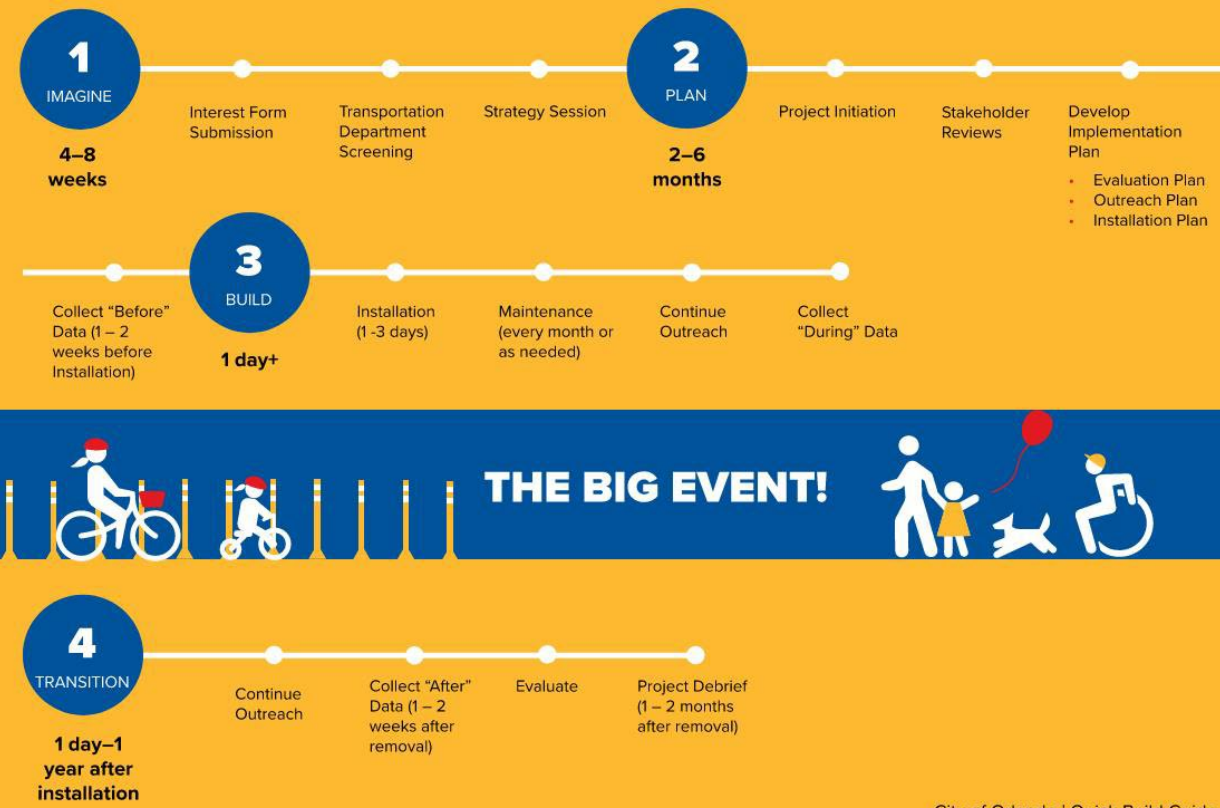 1
IMAGINE
4–8
weeks
Interest Form
Submission
Transportation
Department
Screening
Strategy Session
2
PLAN
2–6
months
Project Initiation
Stakeholder
Reviews
Develop
Implementation
Plan
• Evaluation Plan
• Outreach Plan
• Installation Plan
Collect “Before”
Data (1 – 2
weeks before
Installation)
3
BUILD
1 day+
Installation
(1 -3 days)
Maintenance
(every month or
as needed)
Continue
Outreach
Collect
“During” Data
THE BIG EVENT!
4
TRANSITION
1 day–1
year after
installation
Continue
Outreach
Collect “After”
Data (1 – 2
weeks after
removal)
Evaluate
Project Debrief
(1 – 2 months
after removal)